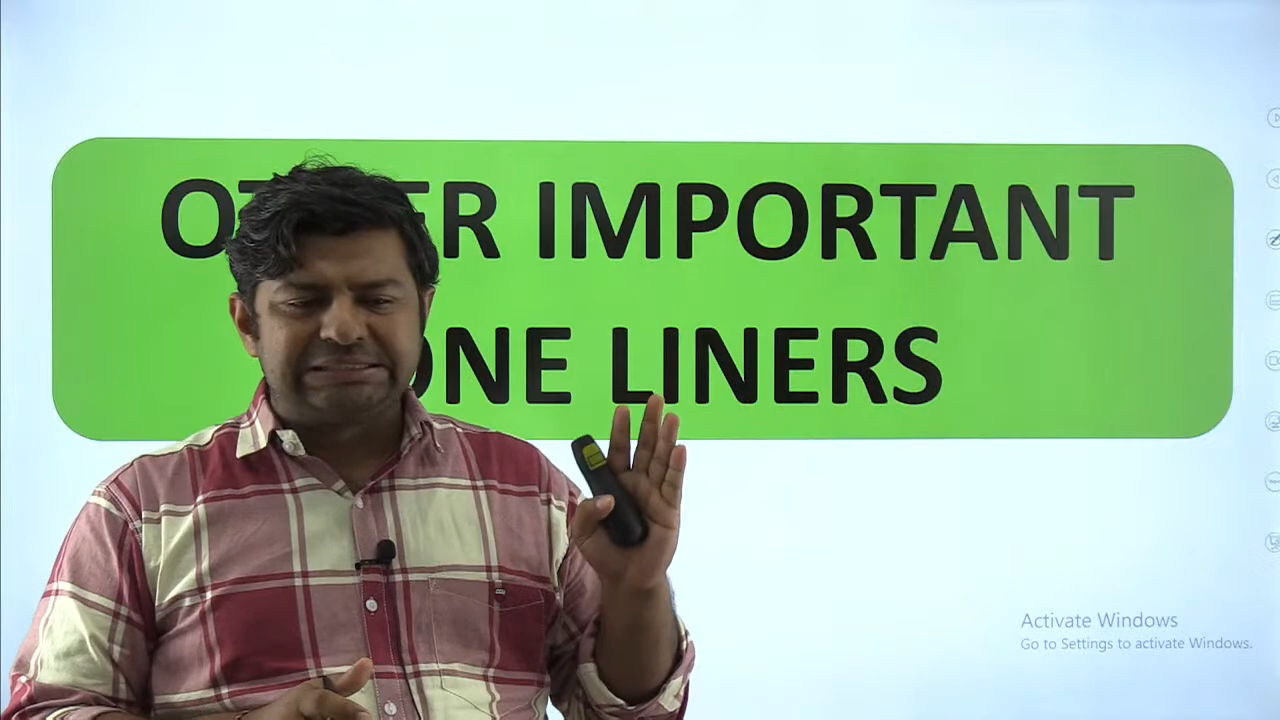 OTHER IMPORTANT
ONE LINERS
Activate Windows
Go to Settings to activate Windows.